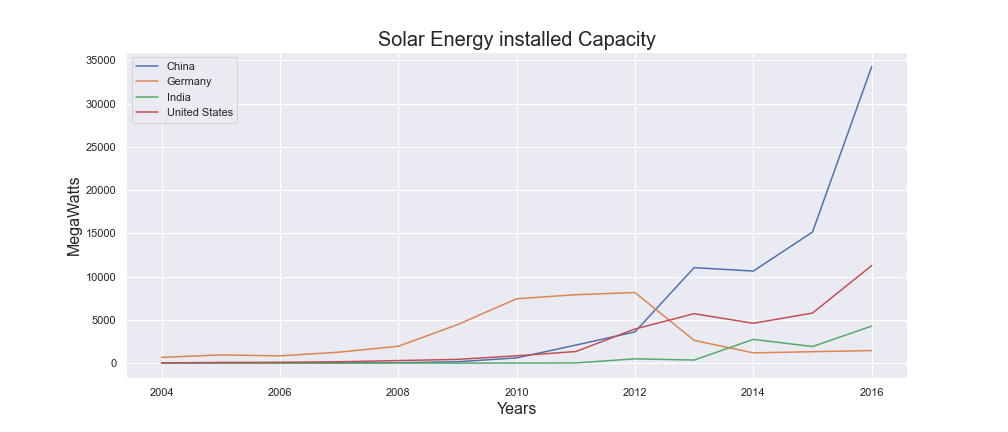 Solar Energy installed Capacity
China
Germany
India
United States
MegaWatts
35000
30000
25000
20000
15000
10000
5000
0
2004 2006 2008 2010 2012 2014 2016
Years